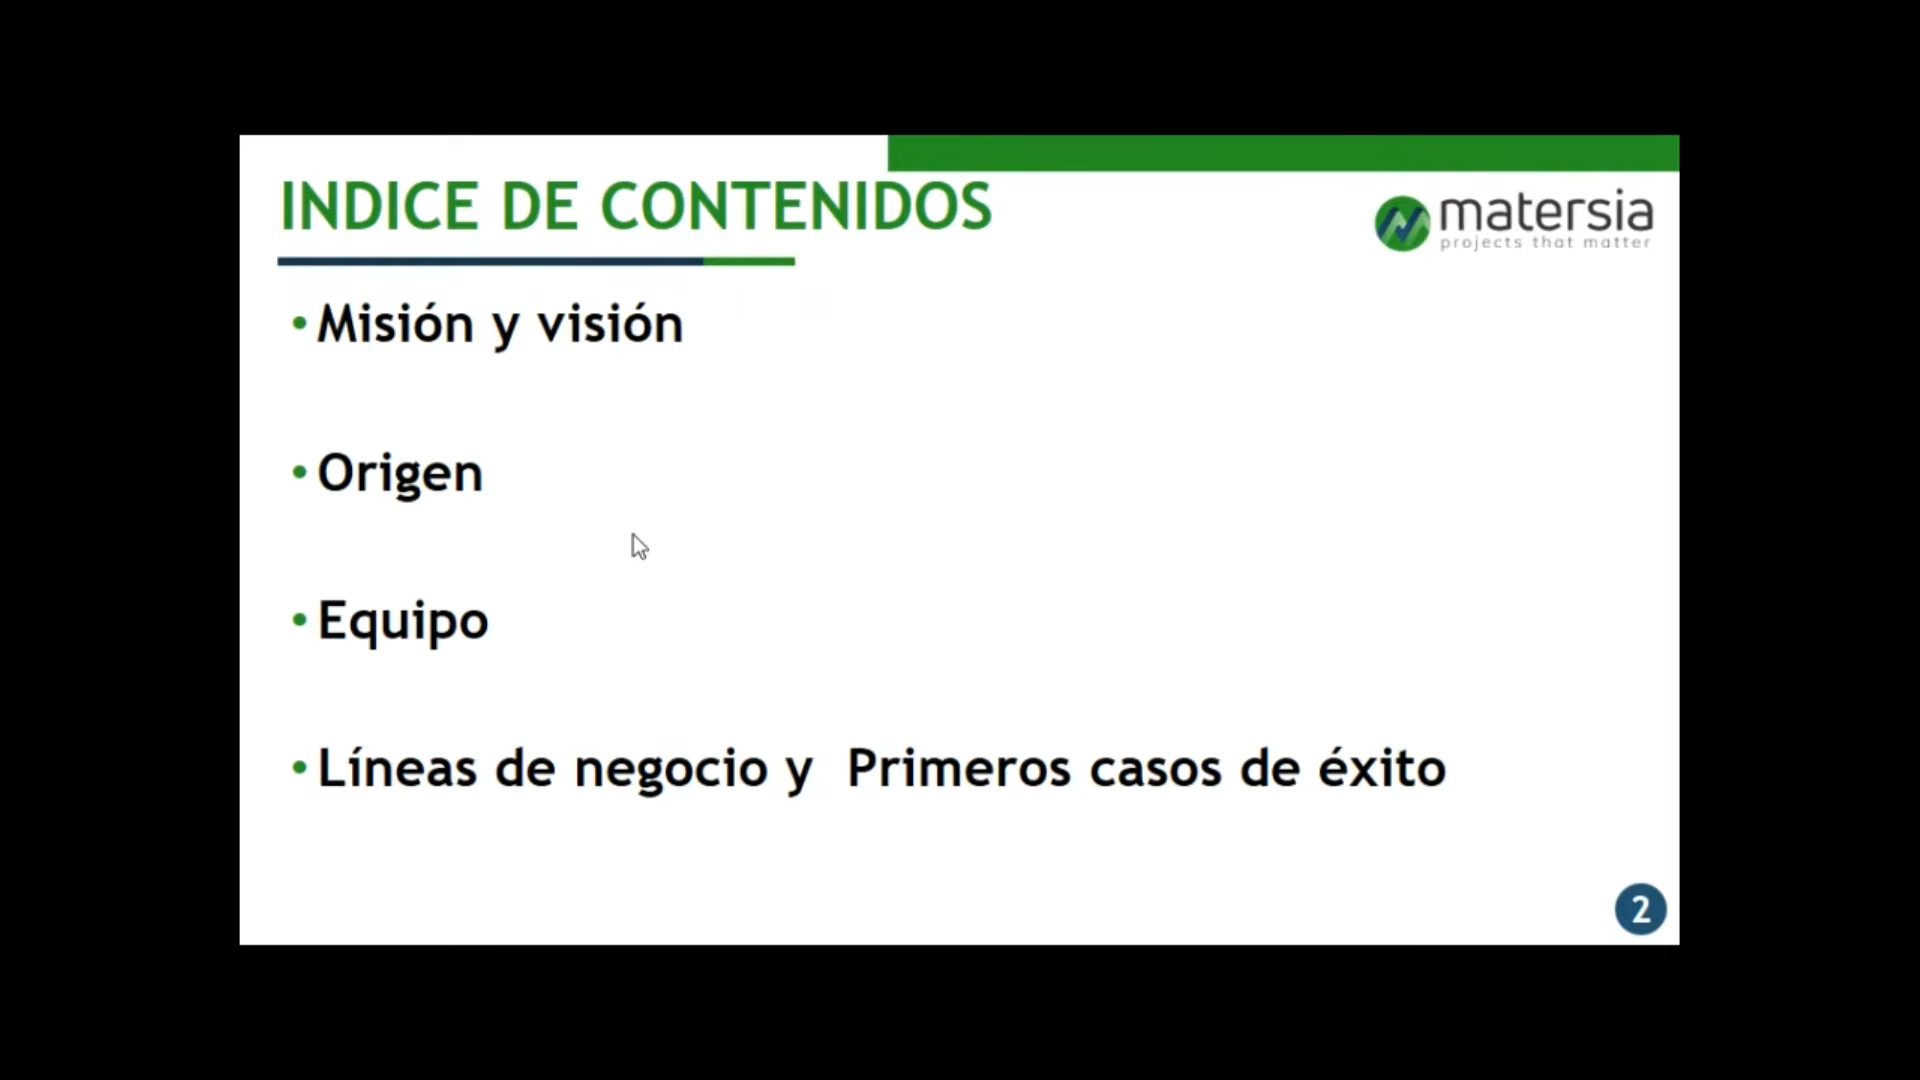 INDICE DE CONTENIDOS
matersia
projects that matter
• Misión y visión
• Origen
• Equipo
• Líneas de negocio y  Primeros casos de éxito
2